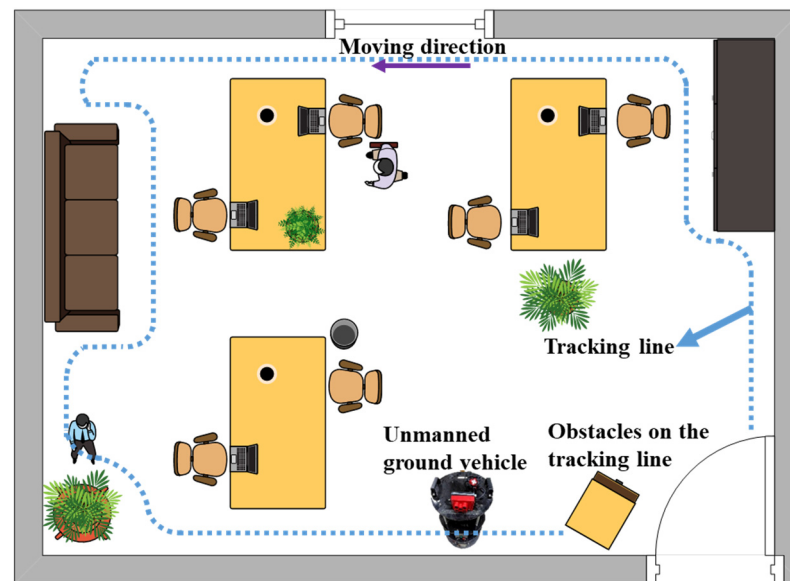 Moving direction
Tracking line
Unmanned
ground vehicle
Obstacles on the
tracking line